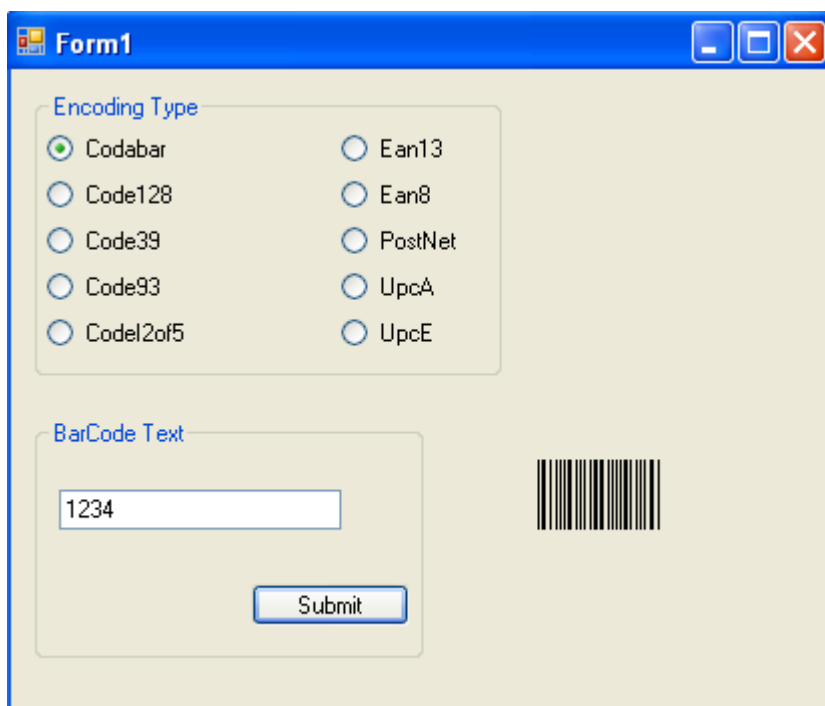 Form1
Encoding Type
Codabar
Code128
Code39
Code93
CodeI2of5
Ean13
Ean8
PostNet
UpcA
UpcE
BarCode Text
1234
Submit